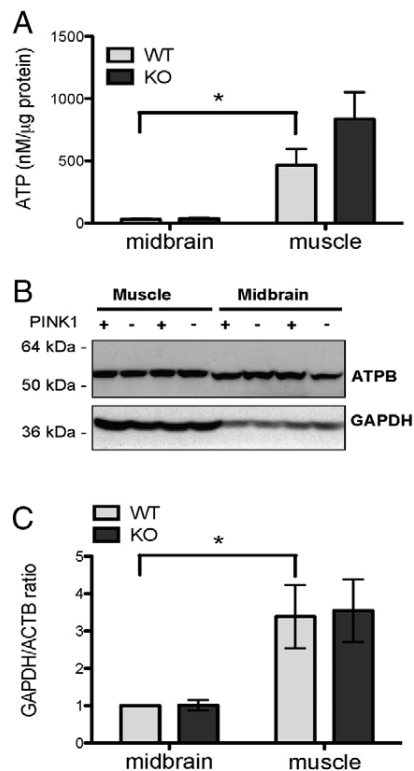 A
ATP (nM/µg protein)
1500
1000
500
0
WT
KO
*
midbrain muscle
B
Muscle Midbrain
PINK1 + - + - + - + -
64 kDa -
50 kDa -
ATPB
36 kDa -
GAPDH
C
WT
KO
GAPDH/ACTB ratio
5
4
3
2
1
0
*
midbrain muscle